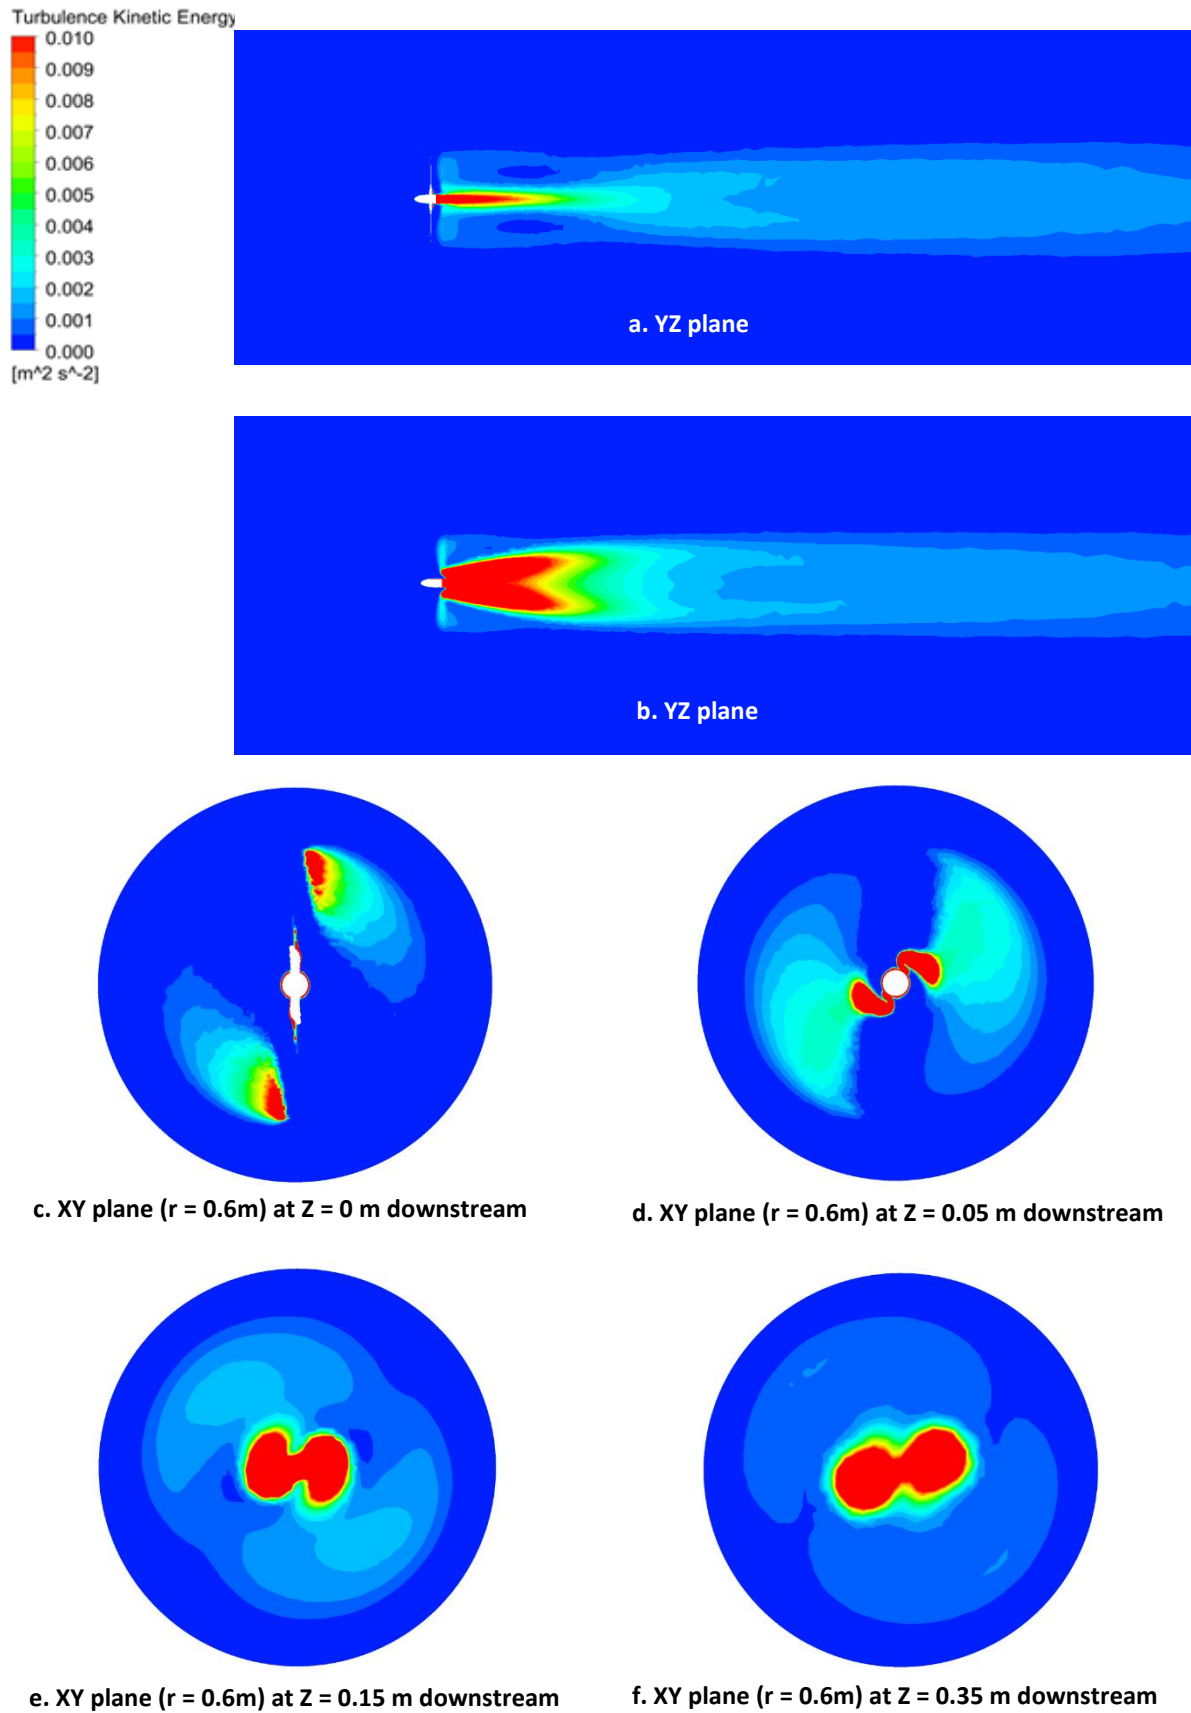 Turbulence Kinetic Energy
0.010
0.009
0.008
0.007
0.006
0.005
0.004
0.003
0.002
0.001
0.000
[m^2 s^-2]
a. YZ plane
b. YZ plane
c. XY plane (r = 0.6m) at Z = 0 m downstream
d. XY plane (r = 0.6m) at Z = 0.05 m downstream
e. XY plane (r = 0.6m) at Z = 0.15 m downstream
f. XY plane (r = 0.6m) at Z = 0.35 m downstream